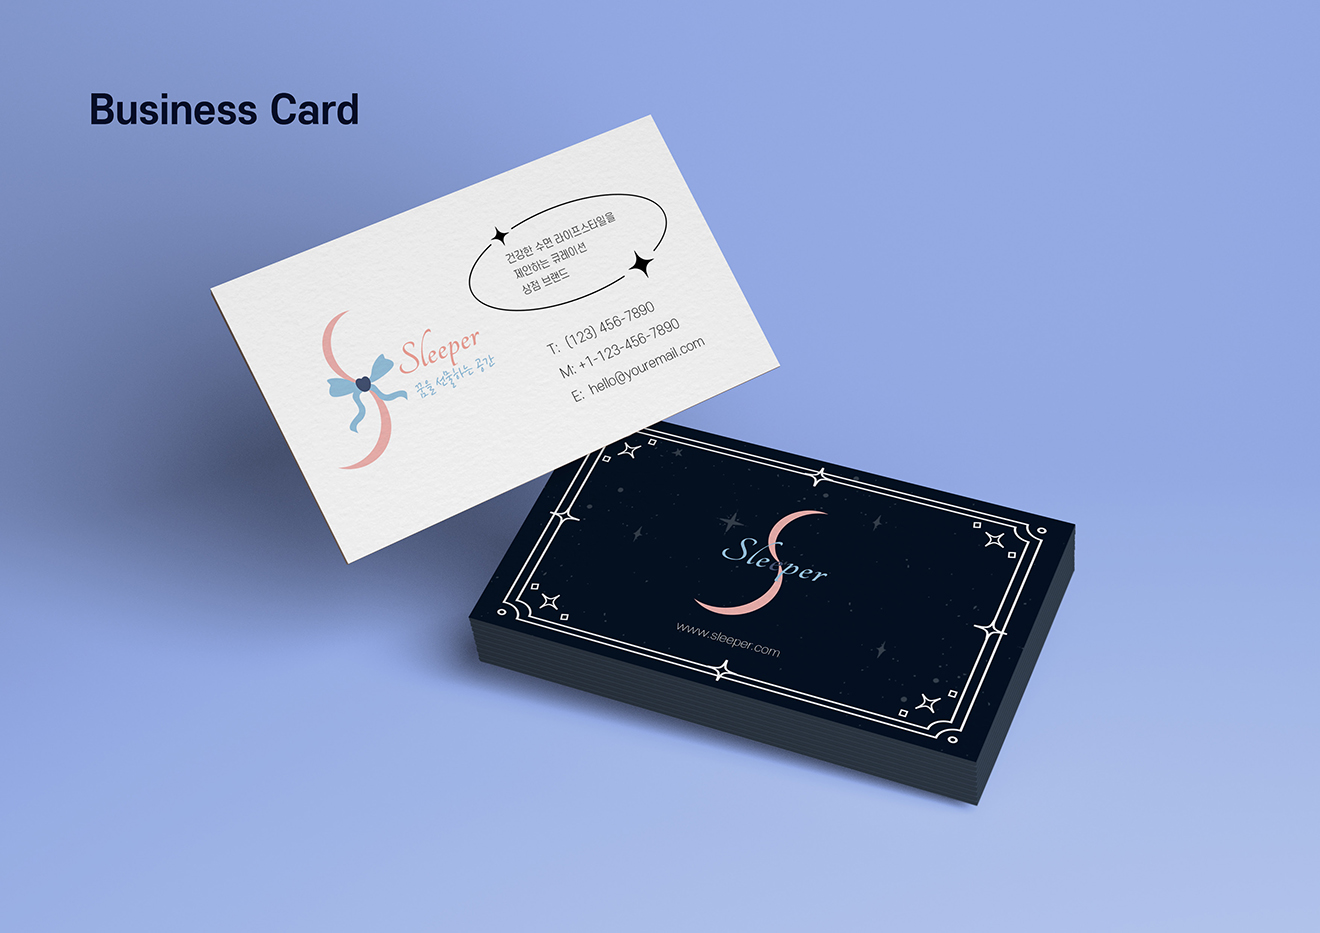 Business Card
건강한 수면 라이프스타일을
제안하는 큐레이션
상점 브랜드
Sleeper
꿈을 선물하는 공간
T: (123) 456-7890
M: +1-123-456-7890
E: hello@youremail.com
Sleeper
www.sleeper.com